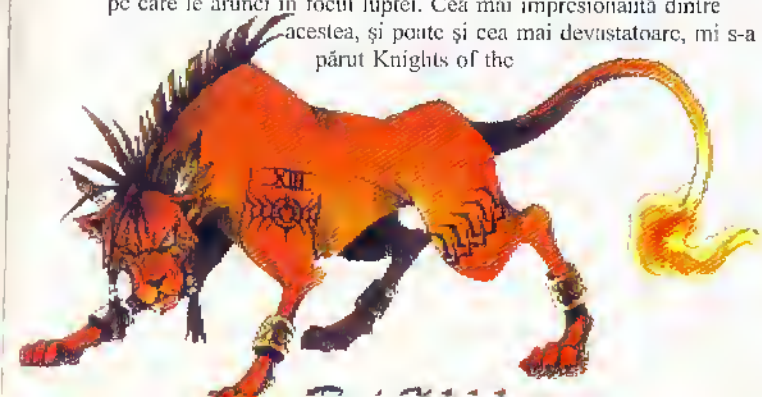 pe care le arunci în focul luptei. Cea mai impresionantă dintre
acestea, și poate și cea mai devastatoare, mi s-a
părut Knights of the
XIII